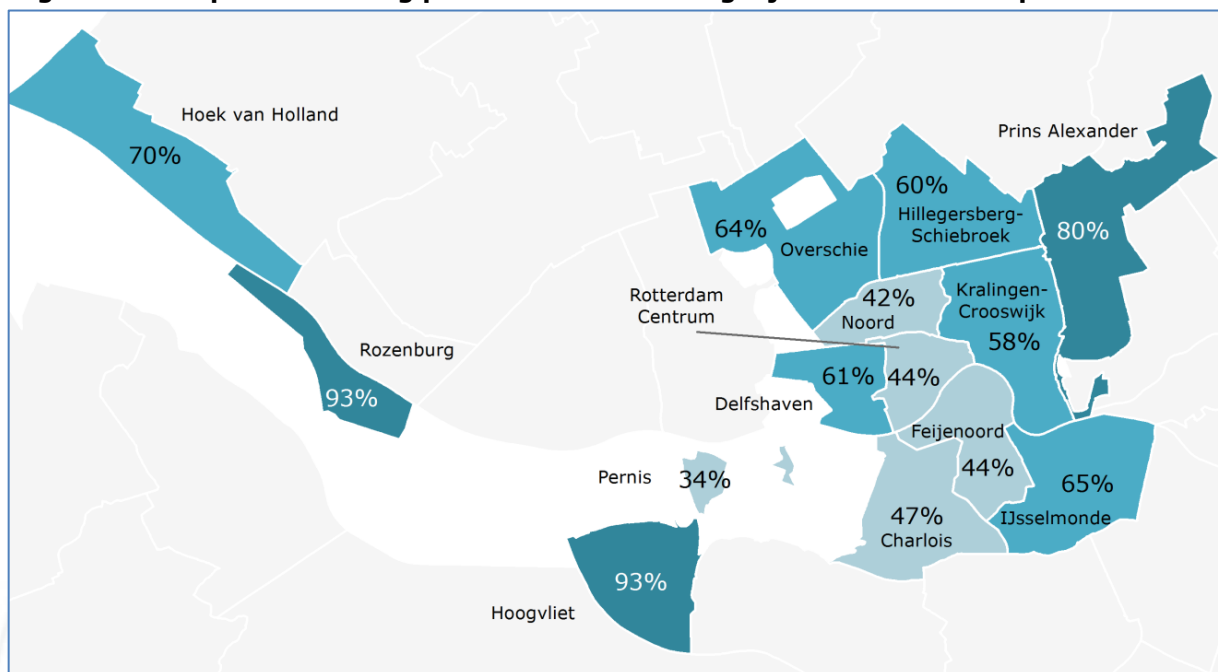 Hoek van Holland
70%
Prins Alexander
80%
60%
Hillegersberg-
Schiebroek
64%
Overschie
Rotterdam
Centrum
42%
Noord
Kralingen-
Crooswijk
58%
Rozenburg
93%
61%
44%
Delfshaven
Feijenoord
44%
Pernis
34%
65%
IJsselmonde
47%
Charlois
93%
Hoogvliet